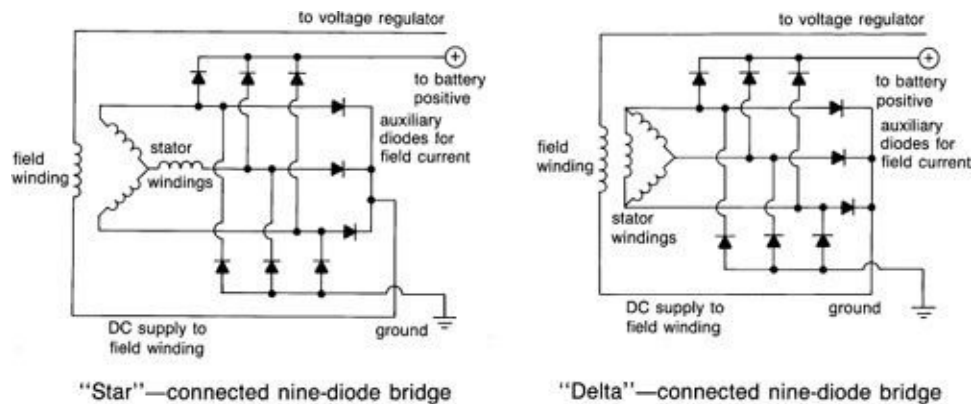 to voltage regulator
+
to battery
positive
auxiliary
diodes for
field current
stator
windings
field
winding
DC supply to
field winding
ground
"Star"—connected nine-diode bridge
to voltage regulator
+
to battery
positive
auxiliary
diodes for
field current
field
winding
stator
windings
DC supply to
field winding
ground
"Delta"—connected nine-diode bridge